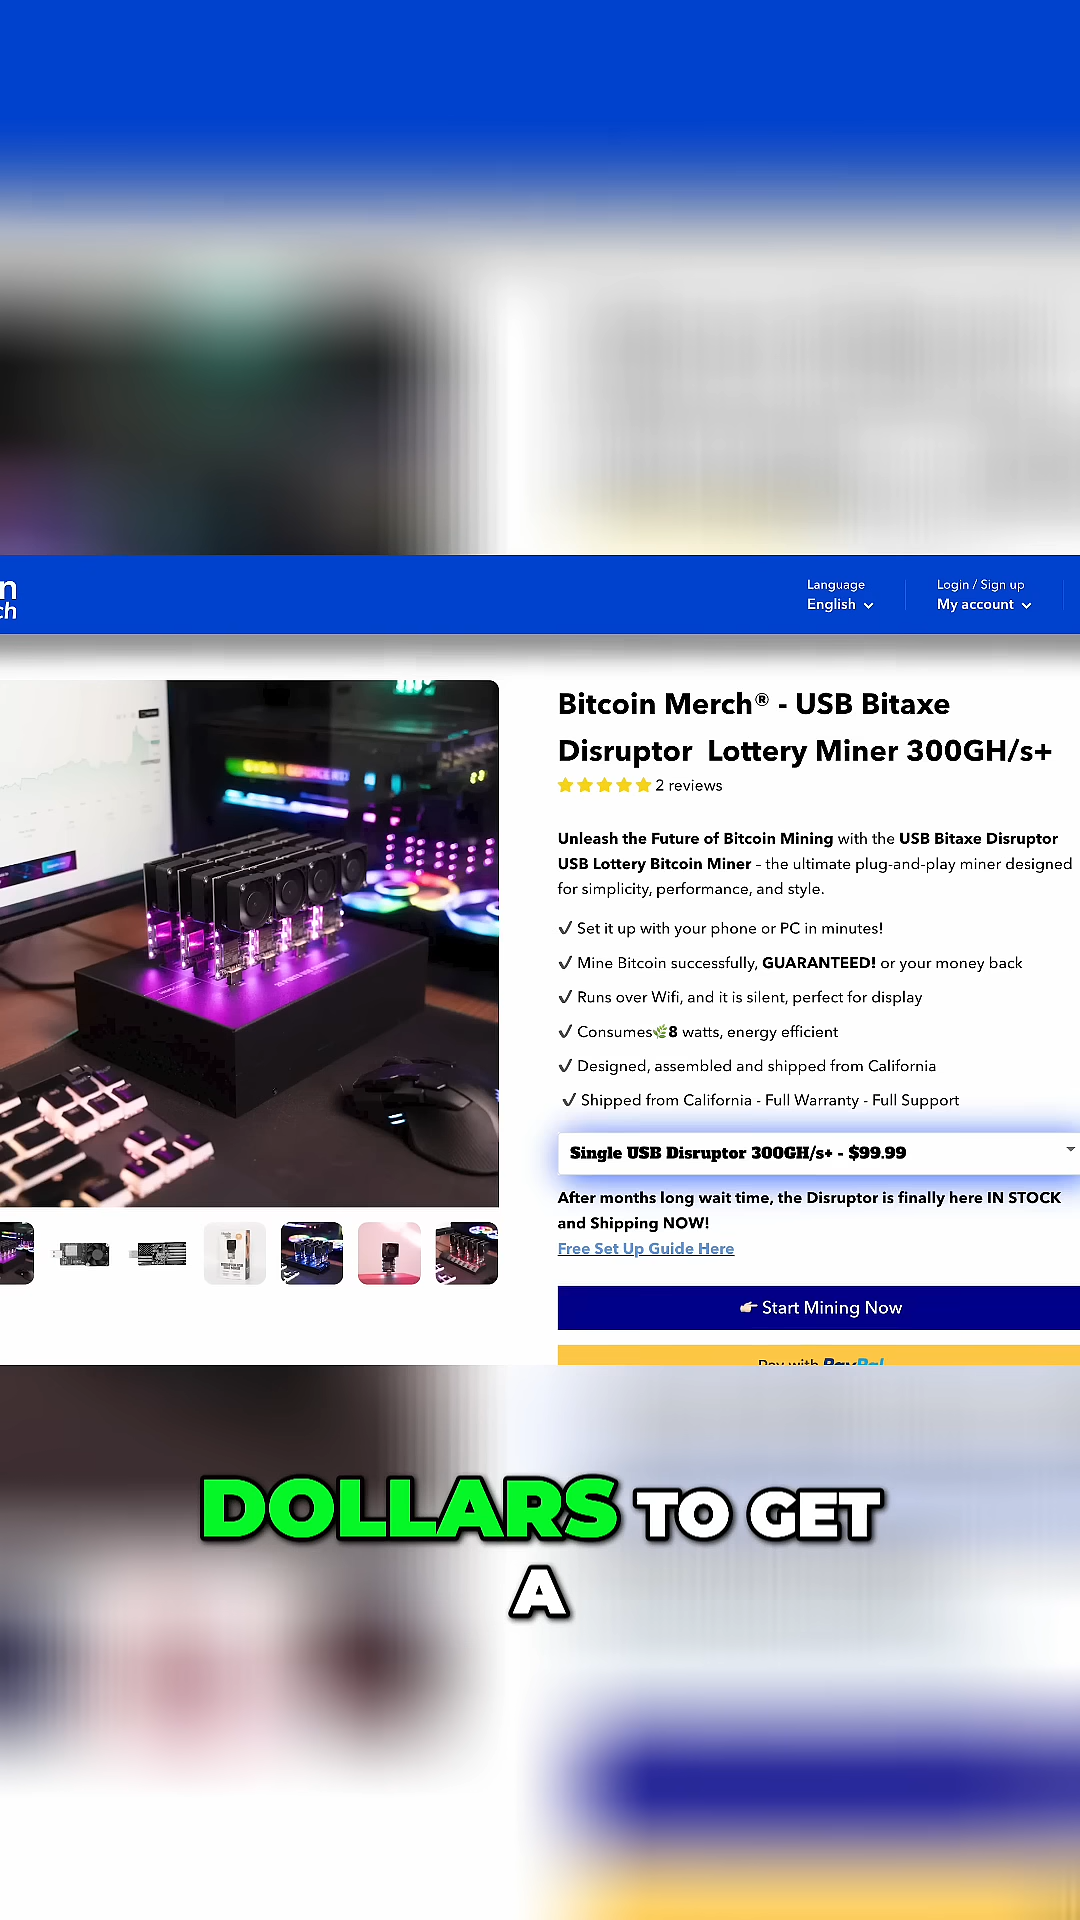 n
ch
Language
English
Login / Sign up
My account
Bitcoin Merch® - USB Bitaxe
Disruptor Lottery Miner 300GH/s+
2 reviews
Unleash the Future of Bitcoin Mining with the USB Bitaxe Disruptor
USB Lottery Bitcoin Miner - the ultimate plug-and-play miner designed
for simplicity, performance, and style.
✓ Set it up with your phone or PC in minutes!
✓ Mine Bitcoin successfully, GUARANTEED! or your money back
✓ Runs over Wifi, and it is silent, perfect for display
✓ Consumes🌿8 watts, energy efficient
✓ Designed, assembled and shipped from California
✓ Shipped from California - Full Warranty - Full Support
Single USB Disruptor 300GH/s+ - $99.99
After months long wait time, the Disruptor is finally here IN STOCK
and Shipping NOW!
Free Set Up Guide Here
👉 Start Mining Now
Pay with PayPal
DOLLARS TO GET
A